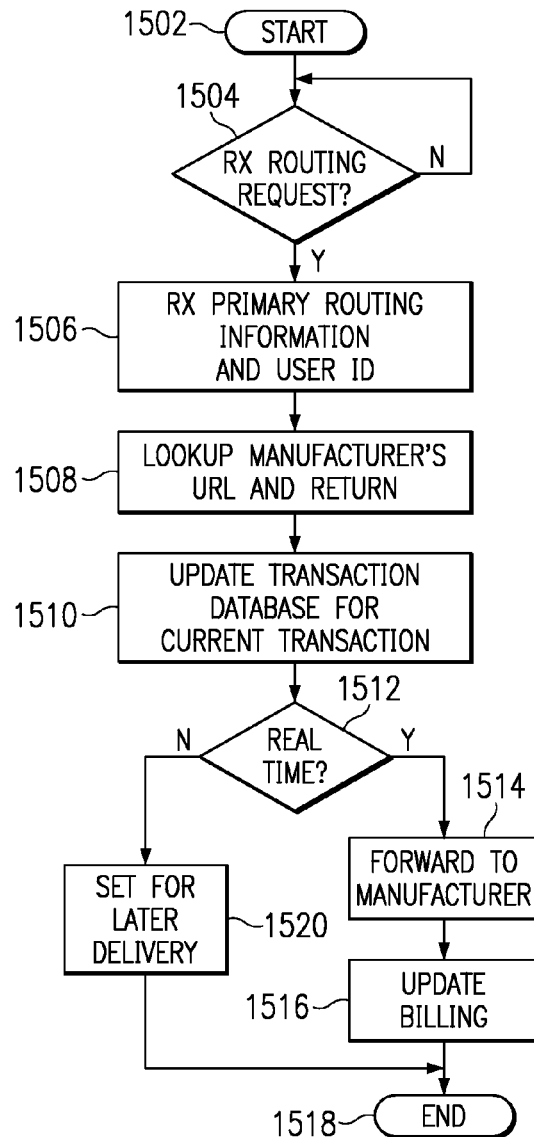 1502
START
1504
RX ROUTING
REQUEST?
N
Y
1506
RX PRIMARY ROUTING
INFORMATION
AND USER ID
1508
LOOKUP MANUFACTURER'S
URL AND RETURN
1510
UPDATE TRANSACTION
DATABASE FOR
CURRENT TRANSACTION
1512
N
REAL
TIME?
Y
1514
FORWARD TO
MANUFACTURER
SET FOR
LATER
DELIVERY
1520
1516
UPDATE
BILLING
1518
END